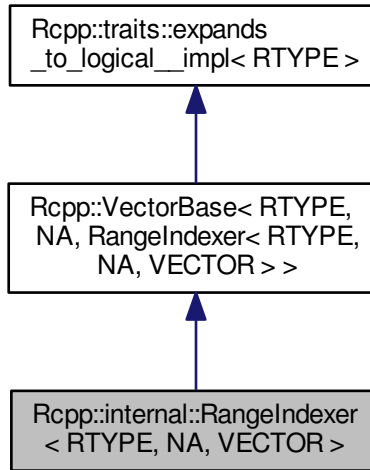 Rcpp::traits::expands
_to_logical__impl< RTYPE >
Rcpp::VectorBase< RTYPE,
NA, RangeIndexer< RTYPE,
NA, VECTOR > >
Rcpp::internal::RangeIndexer
< RTYPE, NA, VECTOR >